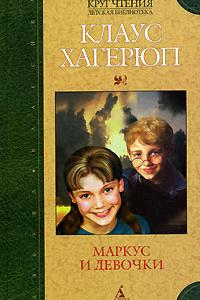 КРУГ ЧТЕНИЯ
ДЕТСКАЯ БИБЛИОТЕКА
КЛАУС
ХАГЕРЮП
МАРКУС
И ДЕВОЧКИ